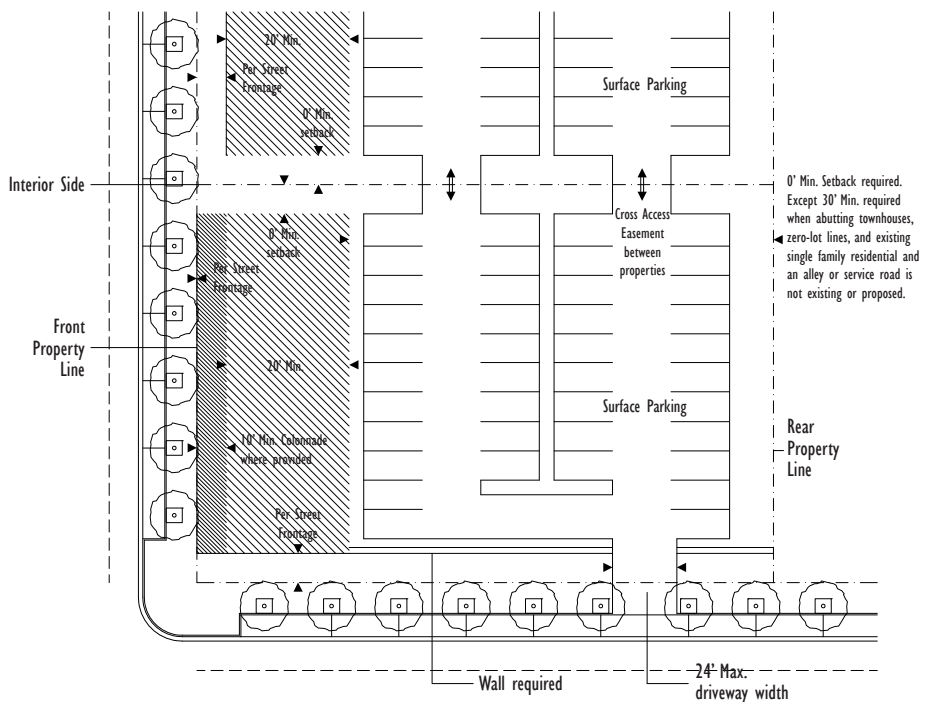 20' Min.
Per Street
Frontage
0' Min.
setback
Surface Parking
Interior Side
0' Min. Setback required.
Except 30' Min. required
when abutting townhouses,
zero-lot lines, and existing
single family residential and
an alley or service road is
not existing or proposed.
Cross Access
Easement
between
properties
0' Min.
setback
Per Street
Frontage
Front
Property
Line
20' Min.
Surface Parking
10' Min. Colonnade
where provided
Rear
Property
Line
Per Street
Frontage
Wall required
24' Max.
driveway width